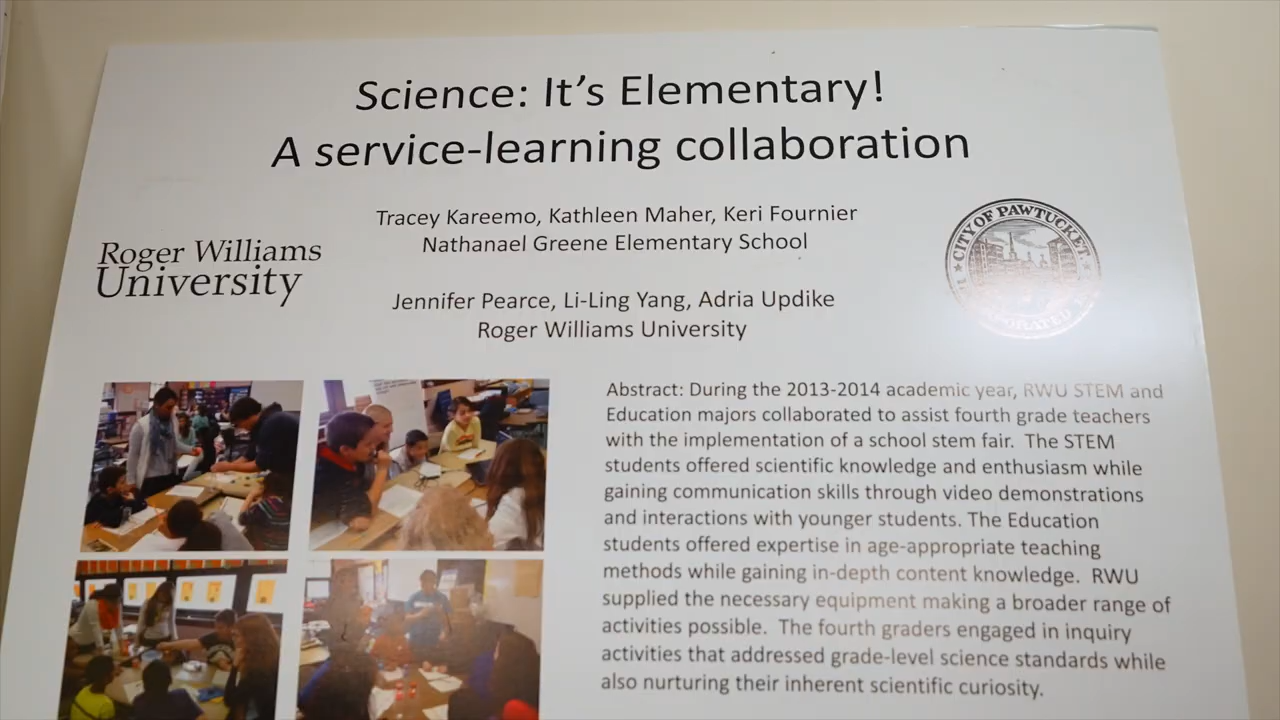 Science: It's Elementary!
A service-learning collaboration
Tracey Kareemo, Kathleen Maher, Keri Fournier
Nathanael Greene Elementary School
Roger Williams
University
CITY OF PAWTUCKET
Jennifer Pearce, Li-Ling Yang, Adria Updike
Roger Williams University
Abstract: During the 2013-2014 academic year, RWU STEM and
Education majors collaborated to assist fourth grade teachers
with the implementation of a school stem fair. The STEM
students offered scientific knowledge and enthusiasm while
gaining communication skills through video demonstrations
and interactions with younger students. The Education
students offered expertise in age-appropriate teaching
methods while gaining in-depth content knowledge. RWU
supplied the necessary equipment making a broader range of
activities possible. The fourth graders engaged in inquiry
activities that addressed grade-level science standards while
also nurturing their inherent scientific curiosity.